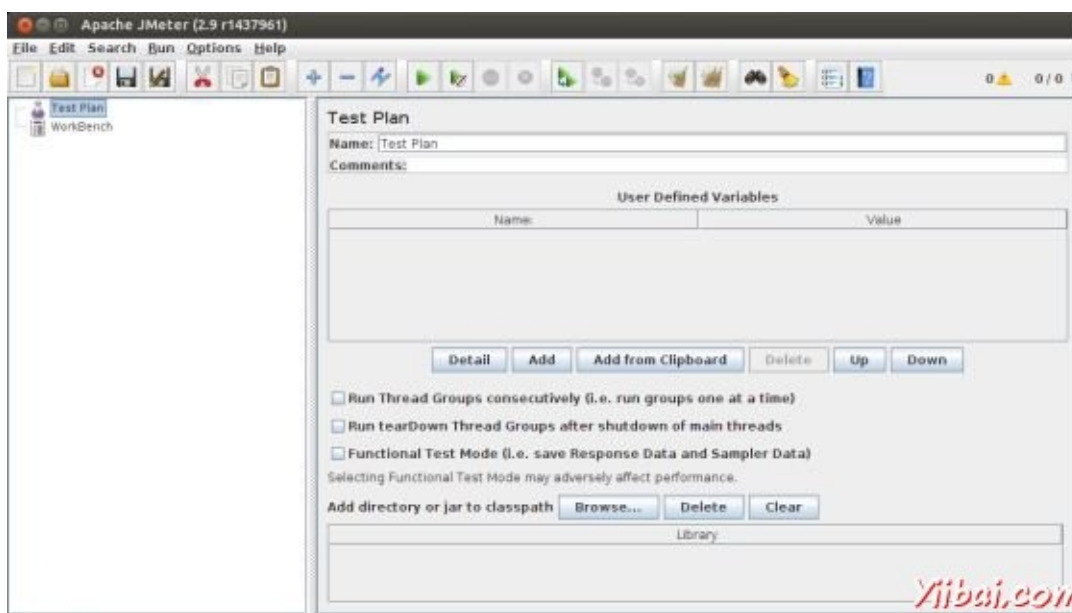 Apache JMeter (2.9 r1437961)
File Edit Search Run Options Help
0 0/0
Test Plan
WorkBench
Test Plan
Name: Test Plan
Comments:
User Defined Variables
Name: Value
Detail Add Add from Clipboard Delete Up Down
Run Thread Groups consecutively (i.e. run groups one at a time)
Run tearDown Thread Groups after shutdown of main threads
Functional Test Mode (i.e. save Response Data and Sampler Data)
Selecting Functional Test Mode may adversely affect performance.
Add directory or jar to classpath Browse... Delete Clear
Library
Yiibai.com